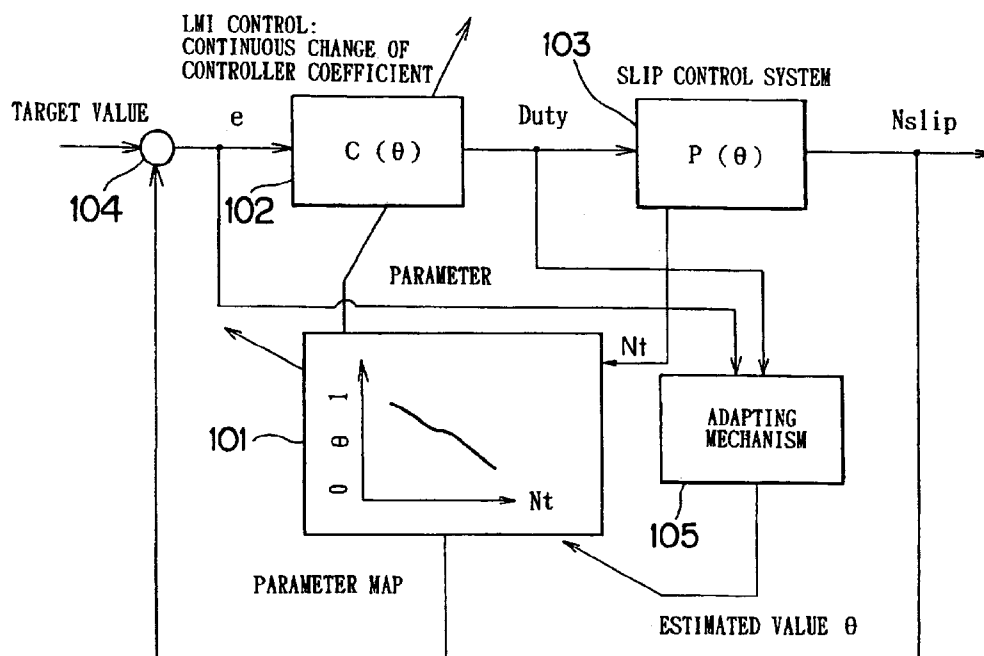 LMI CONTROL:
CONTINUOUS CHANGE OF
CONTROLLER COEFFICIENT
103
SLIP CONTROL SYSTEM
TARGET VALUE
e
C (θ)
Duty
P (θ)
Nslip
104
102
PARAMETER
Nt
101
0 θ 1
Nt
ADAPTING
MECHANISM
105
PARAMETER MAP
ESTIMATED VALUE θ